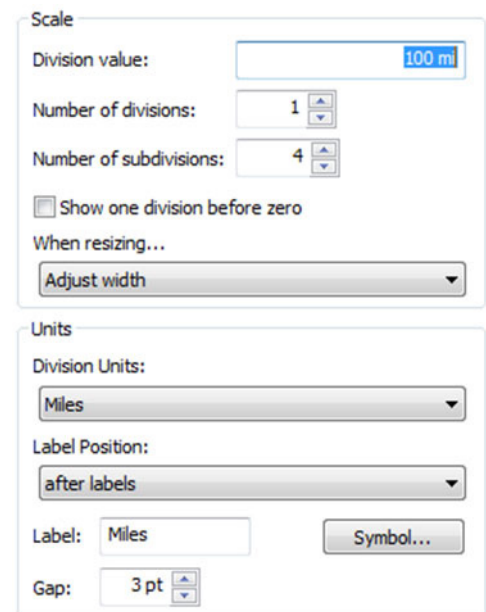 Scale
Division value: 100 mi
Number of divisions: 1
Number of subdivisions: 4
Show one division before zero
When resizing...
Adjust width
Units
Division Units:
Miles
Label Position:
after labels
Label: Miles Symbol...
Gap: 3 pt